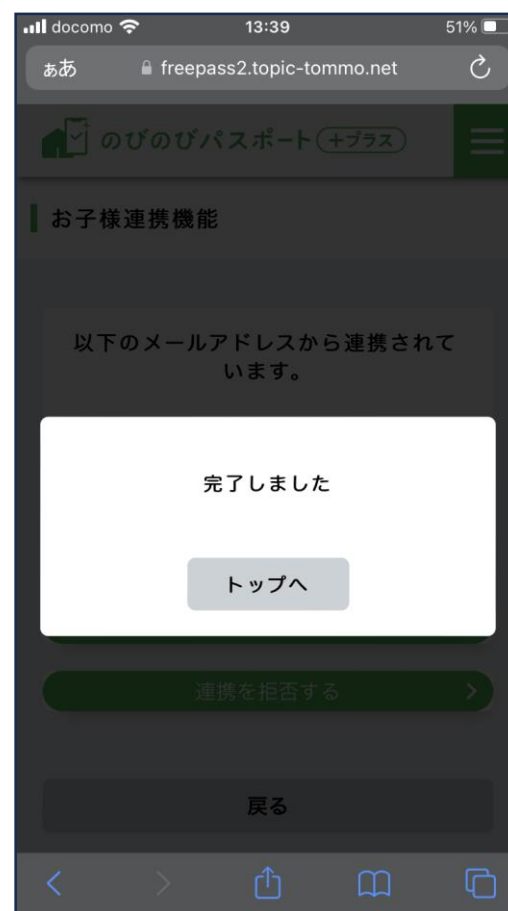 docomo 13:39 51%
ああ freepass2.topic-tommo.net
のびのびパスポート +プラス
お子様連携機能
以下のメールアドレスから連携されて
います。
完了しました
トップへ
連携を拒否する
戻る